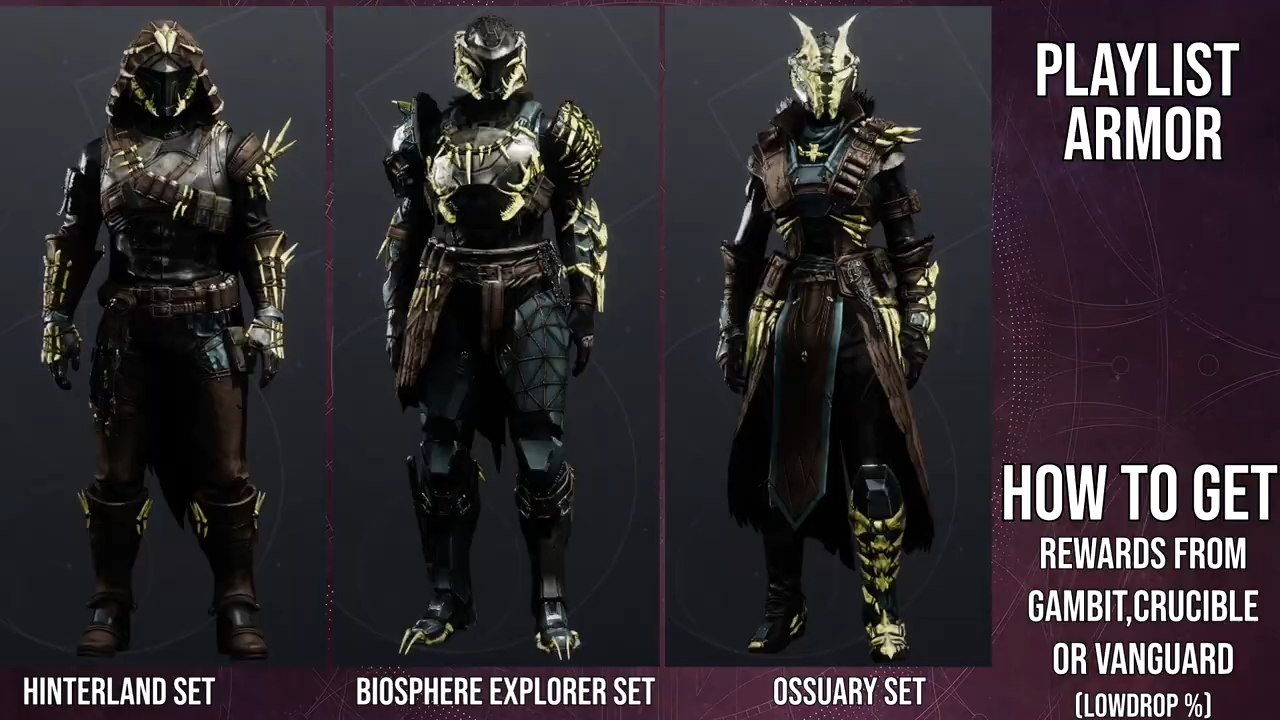 PLAYLIST
ARMOR
HOW TO GET
REWARDS FROM
GAMBIT,CRUCIBLE
OR VANGUARD
(LOWDROP %)
HINTERLAND SET
BIOSPHERE EXPLORER SET
OSSUARY SET